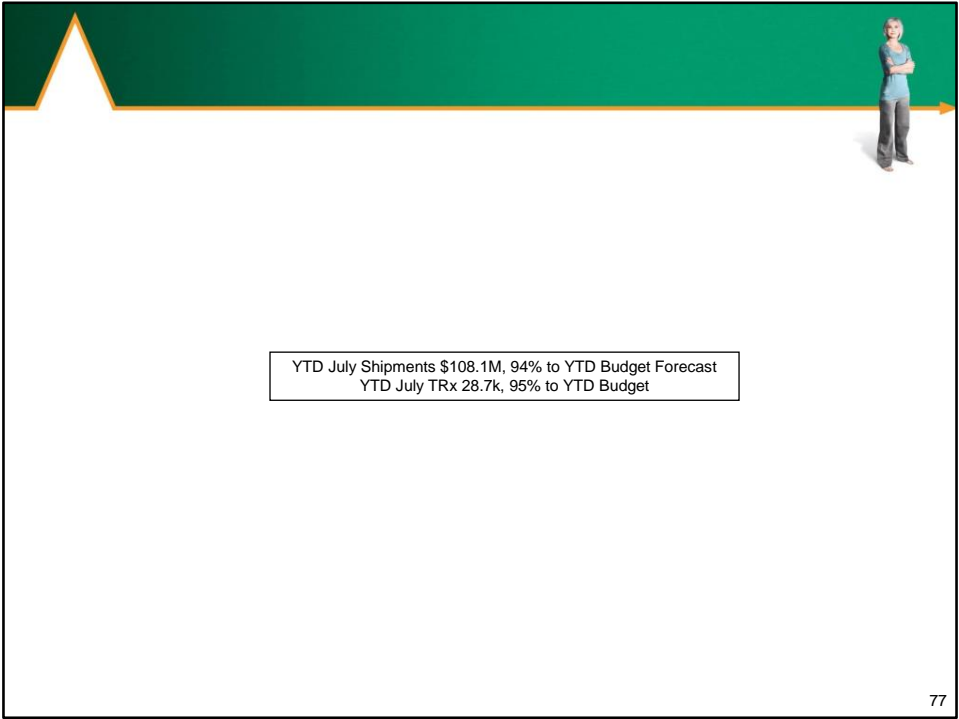 YTD July Shipments $108.1M, 94% to YTD Budget Forecast
YTD July TRx 28.7k, 95% to YTD Budget
77